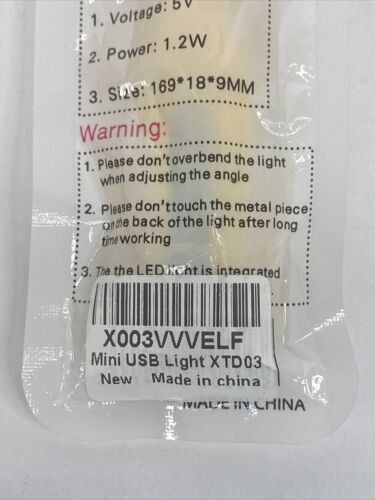 1. Voltage: 5V
2. Power: 1.2W
3. Size: 169*18*9MM
Warning:
1. Please don't overbend the light
when adjusting the angle
2. Please don't touch the metal piece
on the back of the light after long
time working
3. The the LED light is integrated
X003VVVELF
Mini USB Light XTD03
New Made in china
MADE IN CHINA